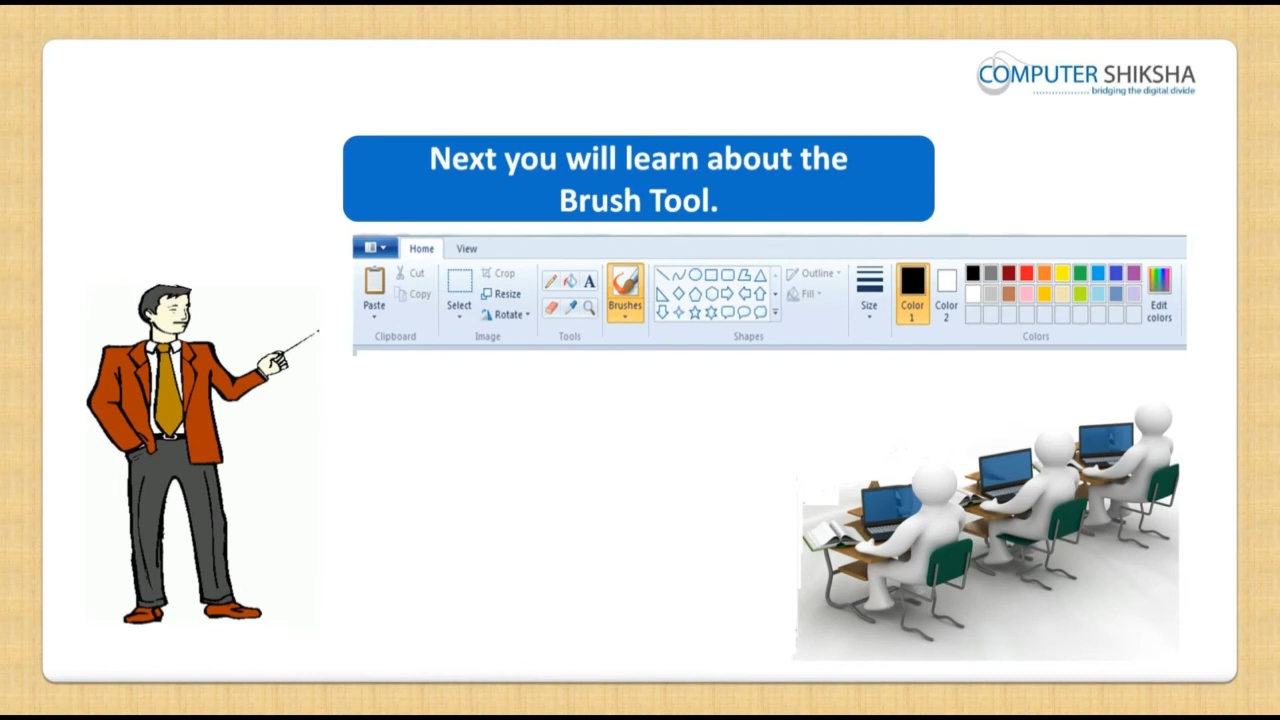 COMPUTER SHIKSHA
bridging the digital divide
Next you will learn about the
Brush Tool.
Home View
Cut
Copy
Paste
Clipboard
Crop
Resize
Rotate
Select
Image
A
Tools
Brushes
Outline
Fill
Shapes
Size
Color
1
Color
2
Edit
colors
Colors